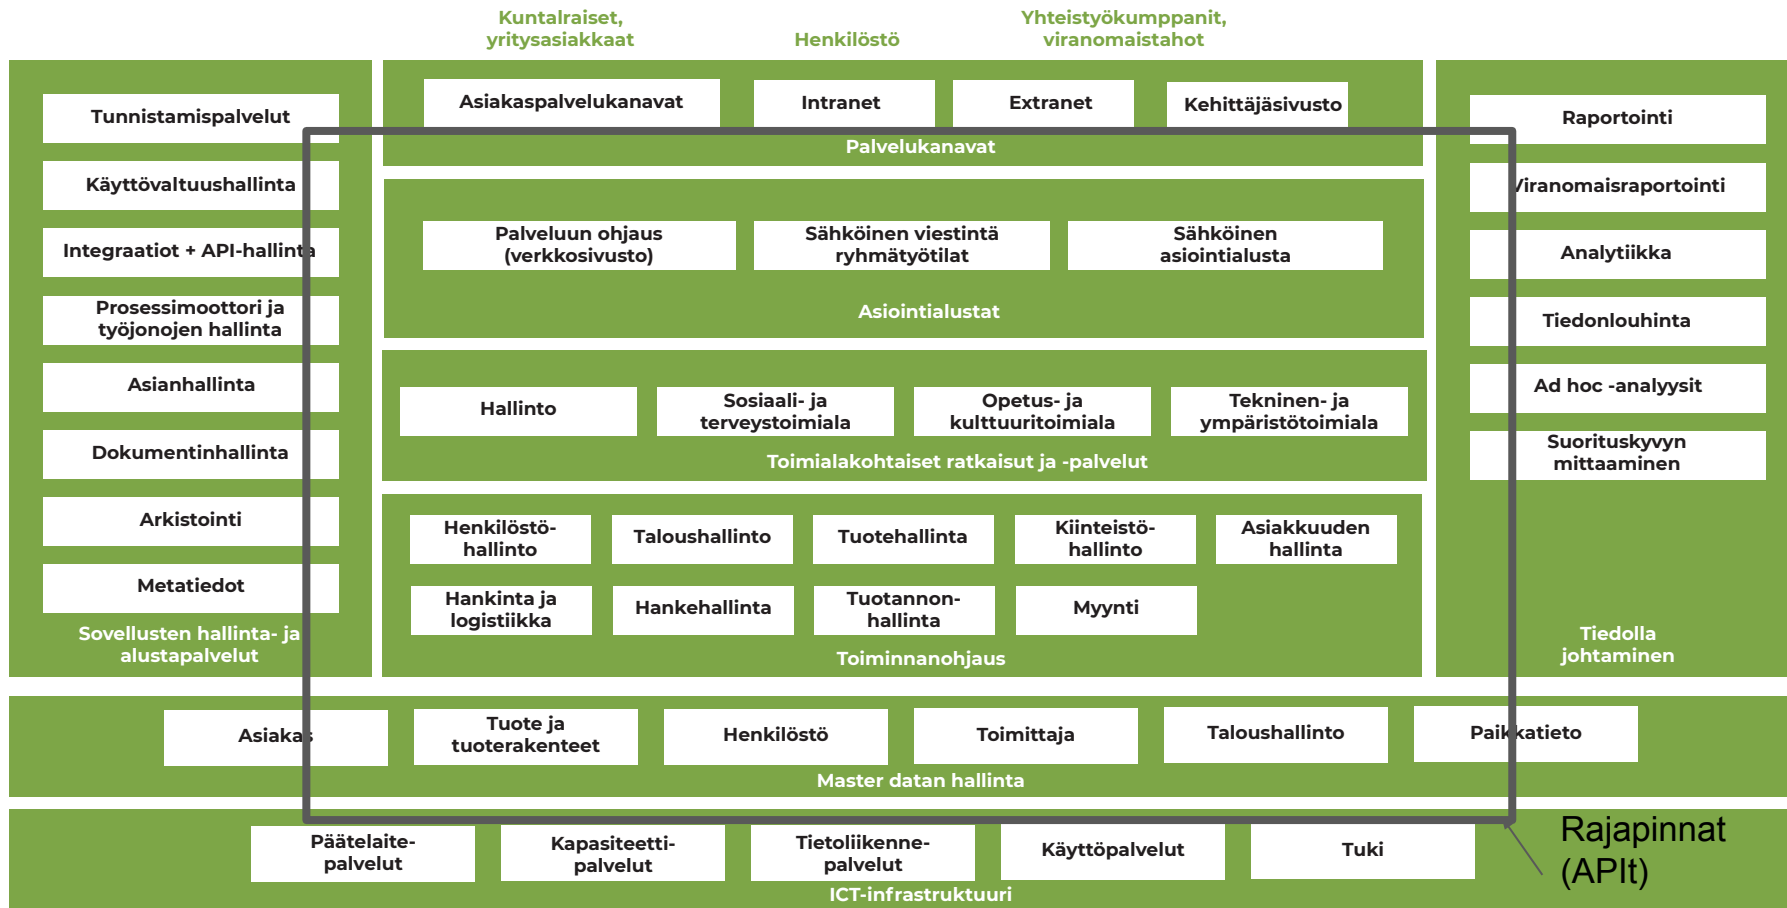 Kuntalraiset,
yritysasiakkaat
Henkilöstö
Yhteistyökumppanit,
viranomaistahot
Tunnistamispalvelut
Käyttövaltuushallinta
Integraatiot + API-hallinta
Prosessimoottori ja
työjonojen hallinta
Asianhallinta
Dokumentinhallinta
Arkistointi
Metatiedot
Sovellusten hallinta- ja
alustapalvelut
Asiakaspalvelukanavat
Intranet
Extranet
Kehittäjäsivusto
Palvelukanavat
Palveluun ohjaus
(verkkosivusto)
Sähköinen viestintä
ryhmätyötilat
Sähköinen
asiointialusta
Asiointialustat
Hallinto
Sosiaali- ja
terveystoimiala
Opetus- ja
kulttuuritoimiala
Tekninen- ja
ympäristötoimiala
Toimialakohtaiset ratkaisut ja -palvelut
Henkilöstö-
hallinto
Taloushallinto
Tuotehallinta
Kiinteistö-
hallinto
Asiakkuuden
hallinta
Hankinta ja
logistiikka
Hankehallinta
Tuotannon-
hallinta
Myynti
Toiminnanohjaus
Raportointi
Viranomaisraportointi
Analytiikka
Tiedonlouhinta
Ad hoc -analyysit
Suorituskyvyn
mittaaminen
Tiedolla
johtaminen
Asiakas
Tuote ja
tuoterakenteet
Henkilöstö
Toimittaja
Taloushallinto
Paikkatieto
Master datan hallinta
Päätelaite-
palvelut
Kapasiteetti-
palvelut
Tietoliikenne-
palvelut
Käyttöpalvelut
Tuki
ICT-infrastruktuuri
Rajapinnat
(APIt)